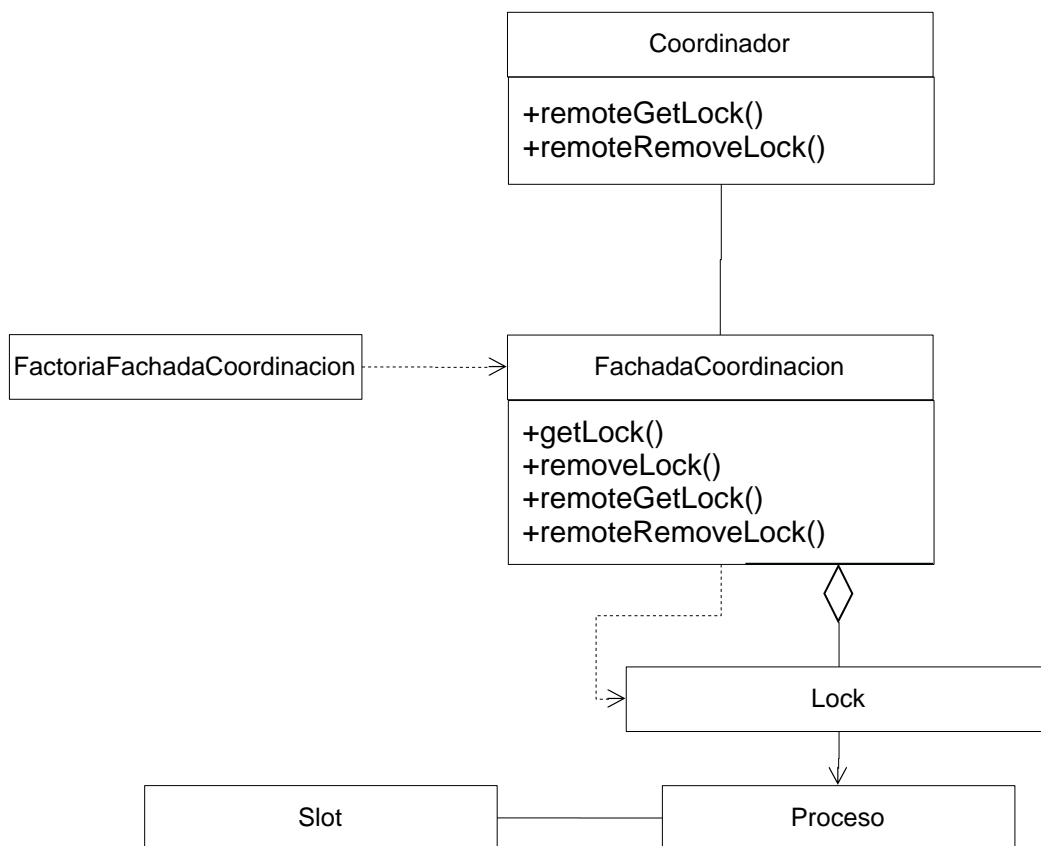 Coordinador
+remoteGetLock()
+remoteRemoveLock()
FactoriaFachadaCoordinacion
FachadaCoordinacion
+getLock()
+removeLock()
+remoteGetLock()
+remoteRemoveLock()
Lock
Slot
Proceso